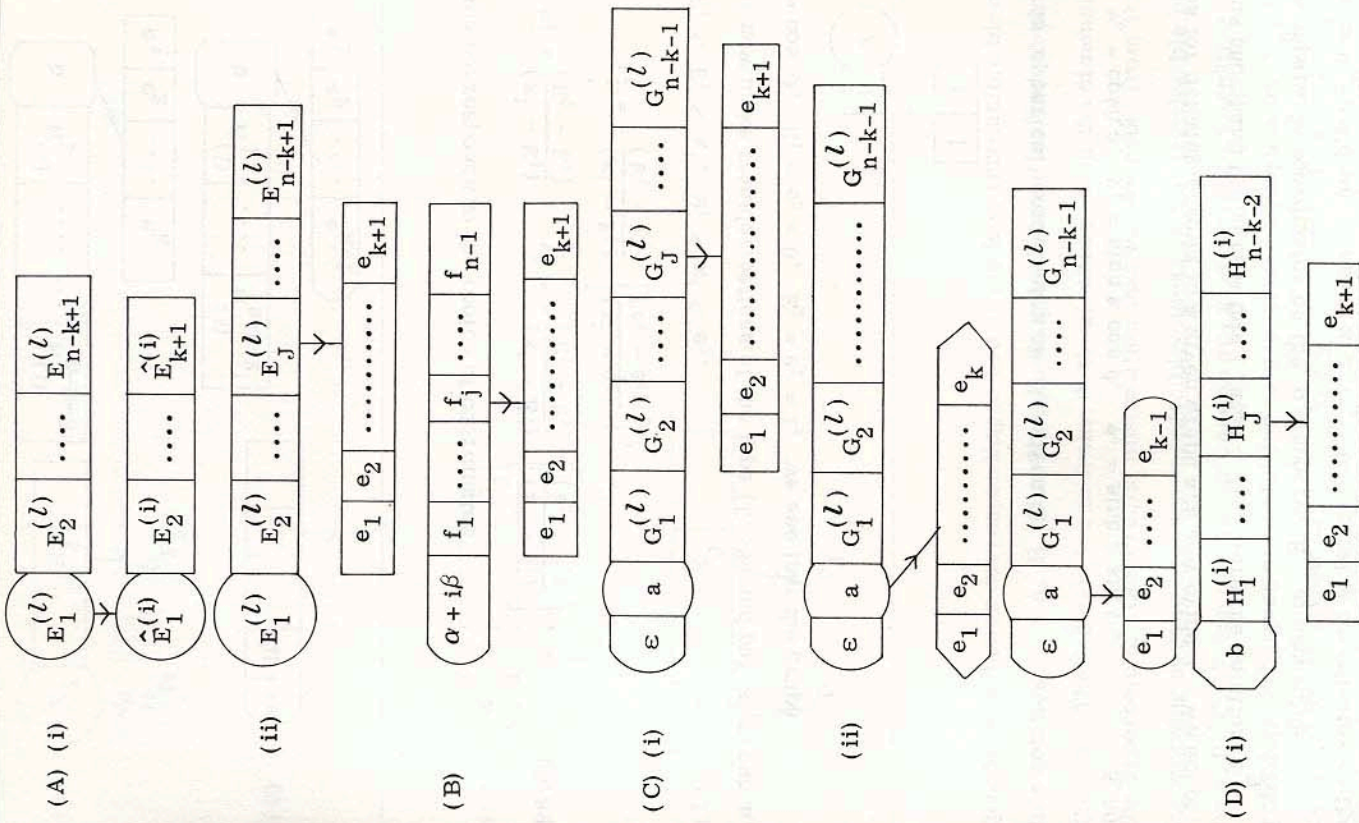 (A) (i) E_1^{(l)} E_2^{(l)} .... E_{n-k+1}^{(l)}
Ê_1^{(i)} E_2^{(i)} .... Ê_{k+1}^{(i)}
(ii) E_1^{(l)} E_2^{(l)} .... E_J^{(l)} .... E_{n-k+1}^{(l)}
e_1 e_2 .......... e_{k+1}
(B) α + iβ f_1 .... f_j .... f_{n-1}
e_1 e_2 .......... e_{k+1}
(C) (i) ε a G_1^{(l)} G_2^{(l)} .... G_J^{(l)} .... G_{n-k-1}^{(l)}
e_1 e_2 ............... e_{k+1}
(ii) ε a G_1^{(l)} G_2^{(l)} .......... G_{n-k-1}^{(l)}
e_1 e_2 .......... e_k
ε a G_1^{(l)} G_2^{(l)} .... G_{n-k-1}^{(l)}
e_1 e_2 .... e_{k-1}
(D) (i) b H_1^{(i)} .... H_J^{(i)} .... H_{n-k-2}^{(i)}
e_1 e_2 .......... e_{k+1}